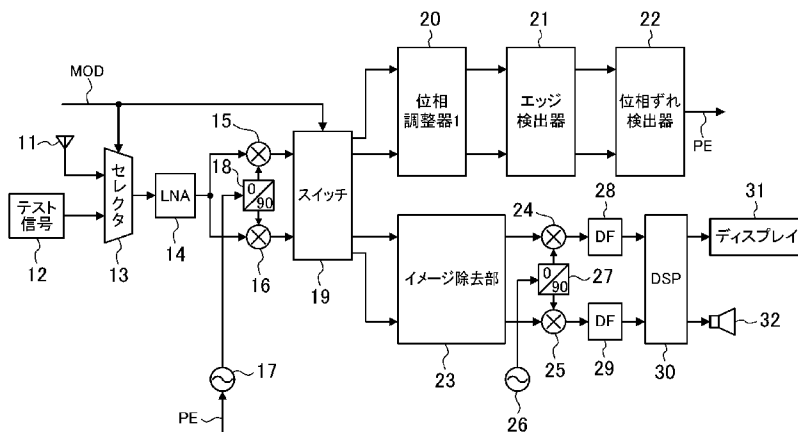 20
21
22
MOD
11
15
位相
調整器1
エッジ
検出器
位相ずれ
検出器
PE
18
0
90
セレクタ
LNA
スイッチ
テスト
信号
12
13
14
16
19
24
28
31
イメージ除去部
DF
DSP
ディスプレイ
0
90
27
DF
32
17
23
25
29
30
26
PE